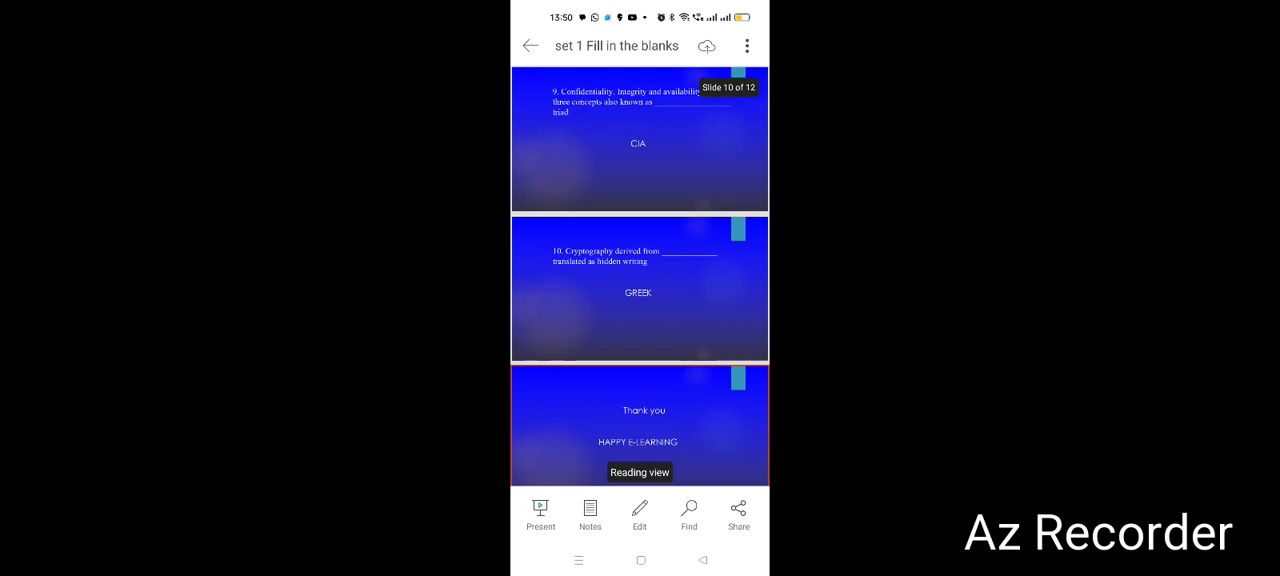 13:50
set 1 Fill in the blanks
9. Confidentiality, Integrity and availability
Slide 10 of 12
three concepts also known as ________________
triad
CIA
10. Cryptography derived from ____________
translated as hidden writing
GREEK
Thank you
HAPPY E-LEARNING
Reading view
Present Notes Edit Find Share
Az Recorder